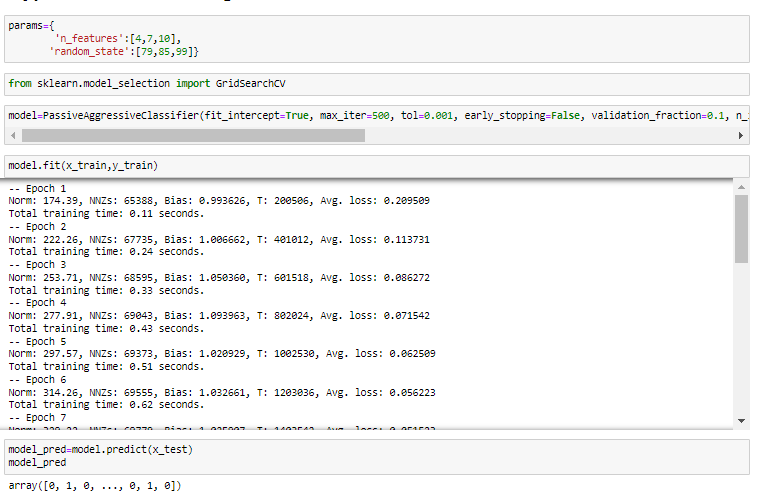 params={
'n_features':[4,7,10],
'random_state':[79,85,99]}
from sklearn.model_selection import GridSearchCV
model=PassiveAggressiveClassifier(fit_intercept=True, max_iter=500, tol=0.001, early_stopping=False, validation_fraction=0.1, n_
model.fit(x_train,y_train)
-- Epoch 1
Norm: 174.39, NNZs: 65388, Bias: 0.993626, T: 200506, Avg. loss: 0.209509
Total training time: 0.11 seconds.
-- Epoch 2
Norm: 222.26, NNZs: 67735, Bias: 1.006662, T: 401012, Avg. loss: 0.113731
Total training time: 0.24 seconds.
-- Epoch 3
Norm: 253.71, NNZs: 68595, Bias: 1.050360, T: 601518, Avg. loss: 0.086272
Total training time: 0.33 seconds.
-- Epoch 4
Norm: 277.91, NNZs: 69043, Bias: 1.093963, T: 802024, Avg. loss: 0.071542
Total training time: 0.43 seconds.
-- Epoch 5
Norm: 297.57, NNZs: 69373, Bias: 1.020929, T: 1002530, Avg. loss: 0.062509
Total training time: 0.51 seconds.
-- Epoch 6
Norm: 314.26, NNZs: 69555, Bias: 1.032661, T: 1203036, Avg. loss: 0.056223
Total training time: 0.62 seconds.
-- Epoch 7
model_pred=model.predict(x_test)
model_pred
array([0, 1, 0, ..., 0, 1, 0])